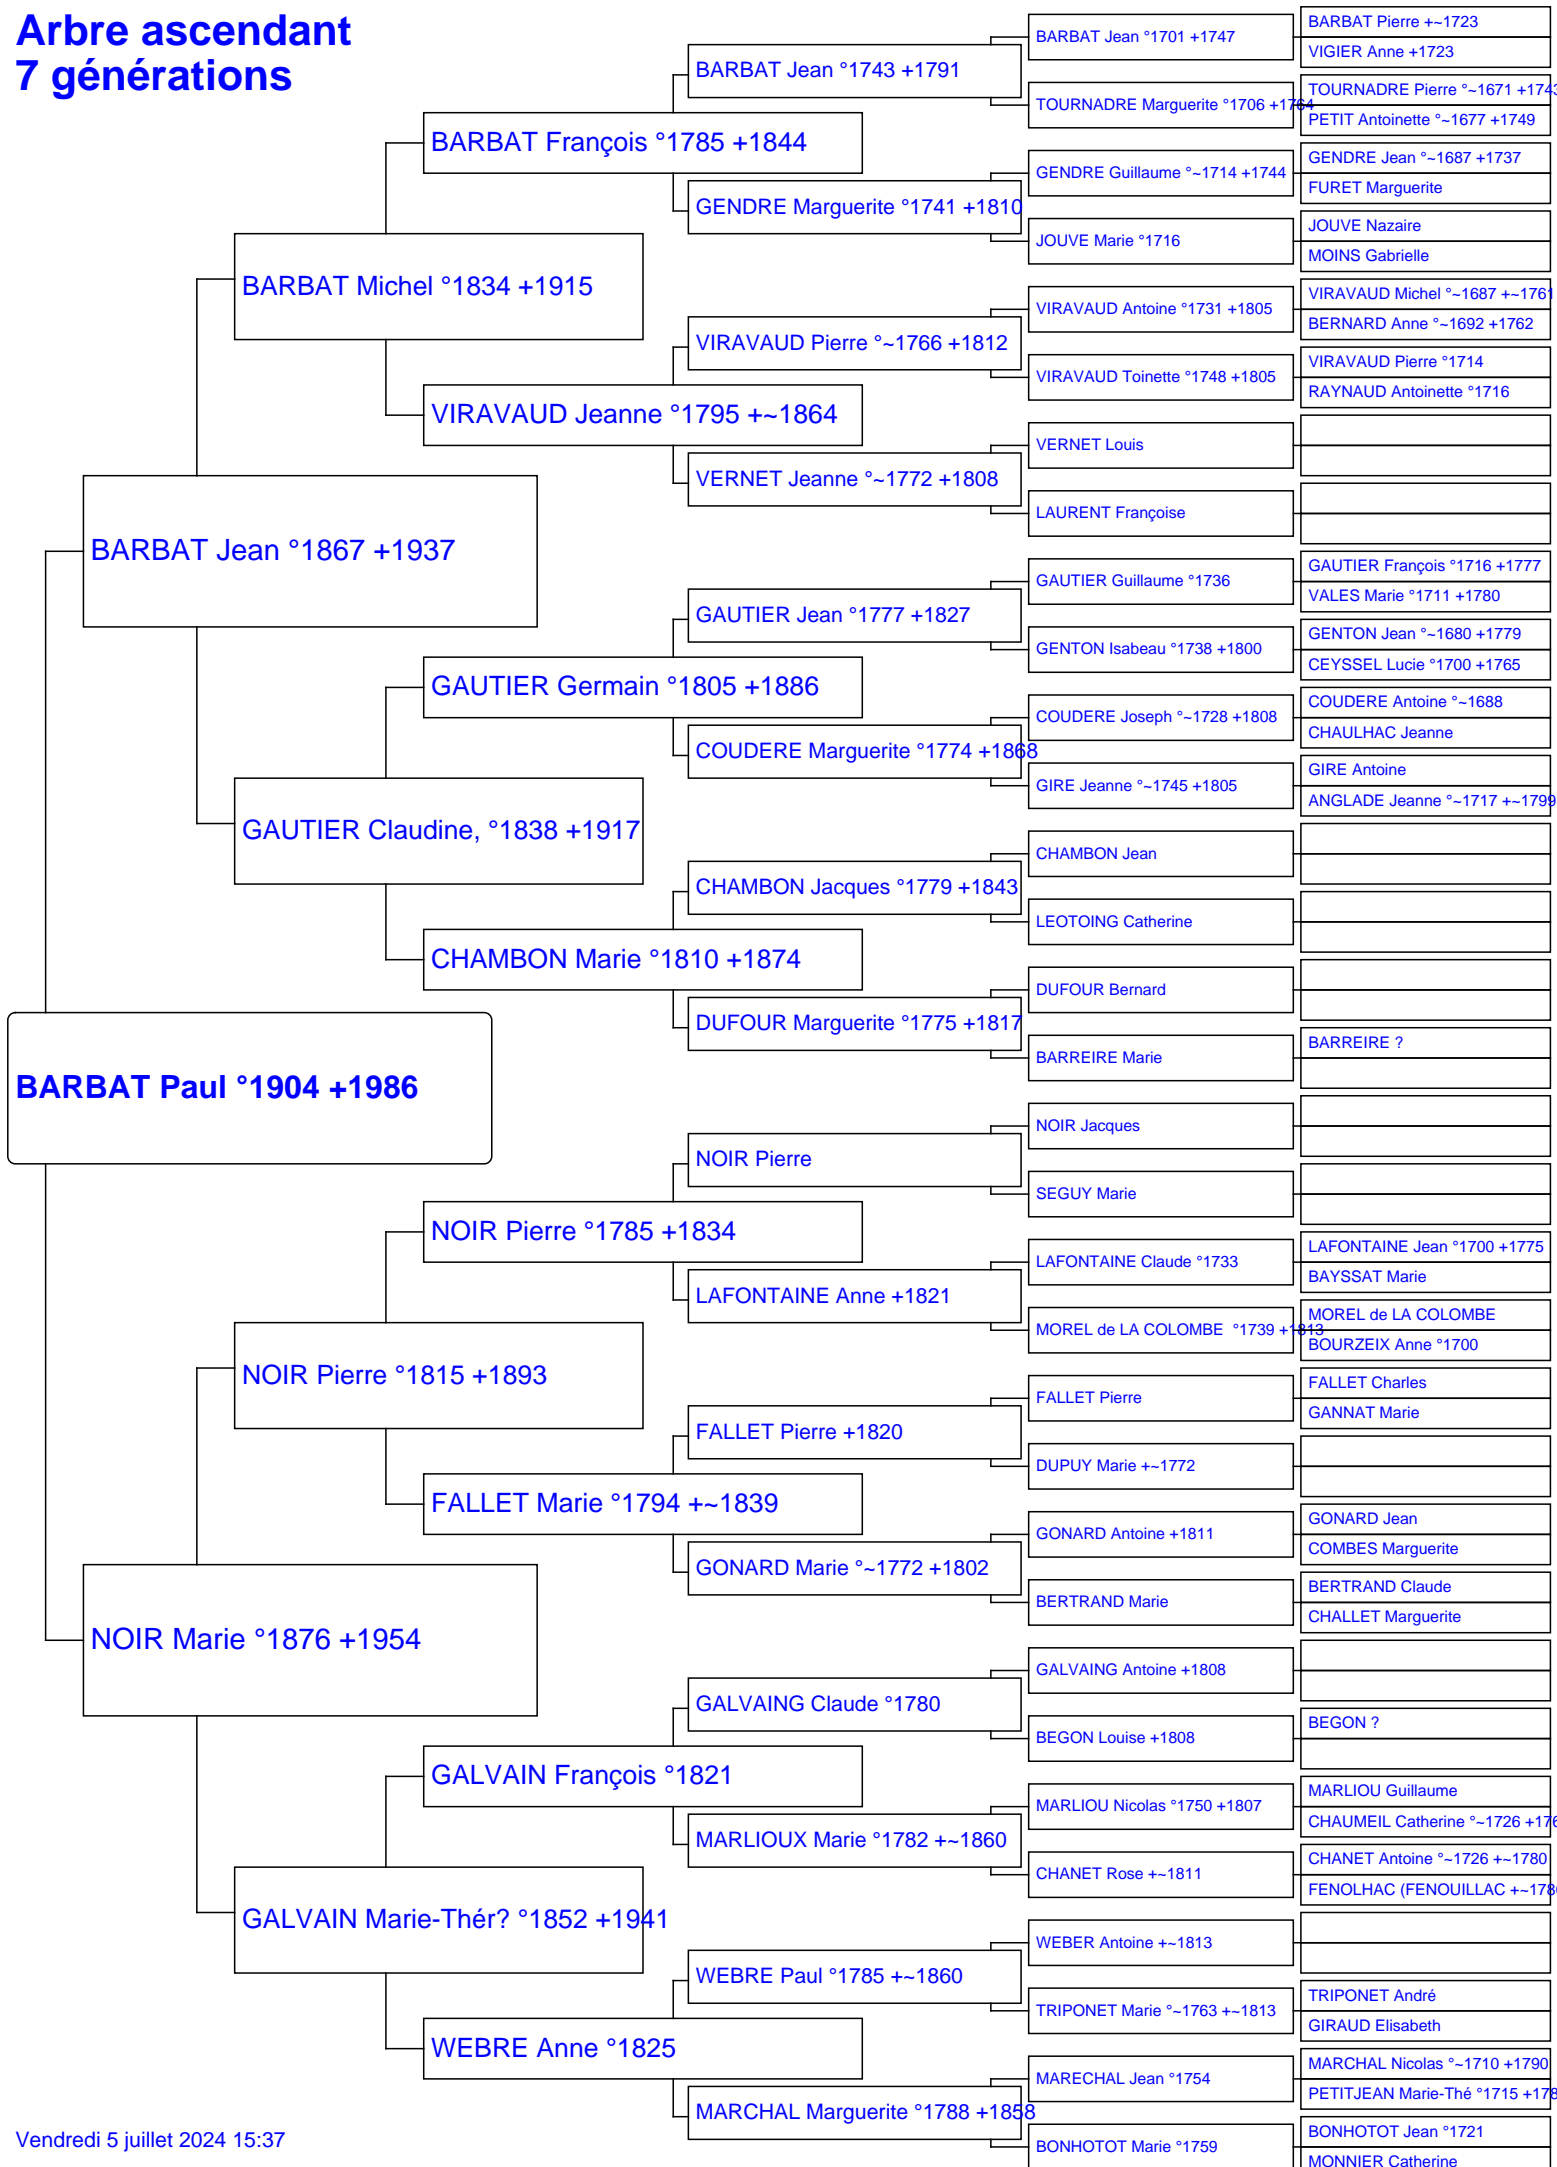 Arbre ascendant
7 générations
BARBAT Paul °1904 +1986
BARBAT Jean °1867 +1937
NOIR Marie °1876 +1954
BARBAT Michel °1834 +1915
GAUTIER Claudine, °1838 +1917
NOIR Pierre °1815 +1893
GALVAIN Marie-Thér? °1852 +1941
BARBAT François °1785 +1844
VIRAVAUD Jeanne °1795 +~1864
GAUTIER Germain °1805 +1886
CHAMBON Marie °1810 +1874
NOIR Pierre °1785 +1834
FALLET Marie °1794 +~1839
GALVAIN François °1821
WEBRE Anne °1825
BARBAT Jean °1743 +1791
GENDRE Marguerite °1741 +1810
VIRAVAUD Pierre °~1766 +1812
VERNET Jeanne °~1772 +1808
GAUTIER Jean °1777 +1827
COUDERE Marguerite °1774 +1868
CHAMBON Jacques °1779 +1843
DUFOUR Marguerite °1775 +1817
NOIR Pierre
LAFONTAINE Anne +1821
FALLET Pierre +1820
GONARD Marie °~1772 +1802
GALVAING Claude °1780
MARLIOUX Marie °1782 +~1860
WEBRE Paul °1785 +~1860
MARCHAL Marguerite °1788 +1858
BARBAT Jean °1701 +1747
TOURNADRE Marguerite °1706 +1764
GENDRE Guillaume °~1714 +1744
JOUVE Marie °1716
VIRAVAUD Antoine °1731 +1805
VIRAVAUD Toinette °1748 +1805
VERNET Louis
LAURENT Françoise
GAUTIER Guillaume °1736
GENTON Isabeau °1738 +1800
COUDERE Joseph °~1728 +1808
GIRE Jeanne °~1745 +1805
CHAMBON Jean
LEOTOING Catherine
DUFOUR Bernard
BARREIRE Marie
NOIR Jacques
SEGUY Marie
LAFONTAINE Claude °1733
MOREL de LA COLOMBE  °1739 +1813
FALLET Pierre
DUPUY Marie +~1772
GONARD Antoine +1811
BERTRAND Marie
GALVAING Antoine +1808
BEGON Louise +1808
MARLIOU Nicolas °1750 +1807
CHANET Rose +~1811
WEBER Antoine +~1813
TRIPONET Marie °~1763 +~1813
MARECHAL Jean °1754
BONHOTOT Marie °1759
BARBAT Pierre +~1723
VIGIER Anne +1723
TOURNADRE Pierre °~1671 +1743
PETIT Antoinette °~1677 +1749
GENDRE Jean °~1687 +1737
FURET Marguerite
JOUVE Nazaire
MOINS Gabrielle
VIRAVAUD Michel °~1687 +~1761
BERNARD Anne °~1692 +1762
VIRAVAUD Pierre °1714
RAYNAUD Antoinette °1716
GAUTIER François °1716 +1777
VALES Marie °1711 +1780
GENTON Jean °~1680 +1779
CEYSSEL Lucie °1700 +1765
COUDERE Antoine °~1688
CHAULHAC Jeanne
GIRE Antoine
ANGLADE Jeanne °~1717 +~1799
BARREIRE ?
LAFONTAINE Jean °1700 +1775
BAYSSAT Marie
MOREL de LA COLOMBE
BOURZEIX Anne °1700
FALLET Charles
GANNAT Marie
GONARD Jean
COMBES Marguerite
BERTRAND Claude
CHALLET Marguerite
BEGON ?
MARLIOU Guillaume
CHAUMEIL Catherine °~1726 +176
CHANET Antoine °~1726 +~1780
FENOLHAC (FENOUILLAC +~178
TRIPONET André
GIRAUD Elisabeth
MARCHAL Nicolas °~1710 +1790
PETITJEAN Marie-Thé °1715 +178
BONHOTOT Jean °1721
MONNIER Catherine
Vendredi 5 juillet 2024 15:37